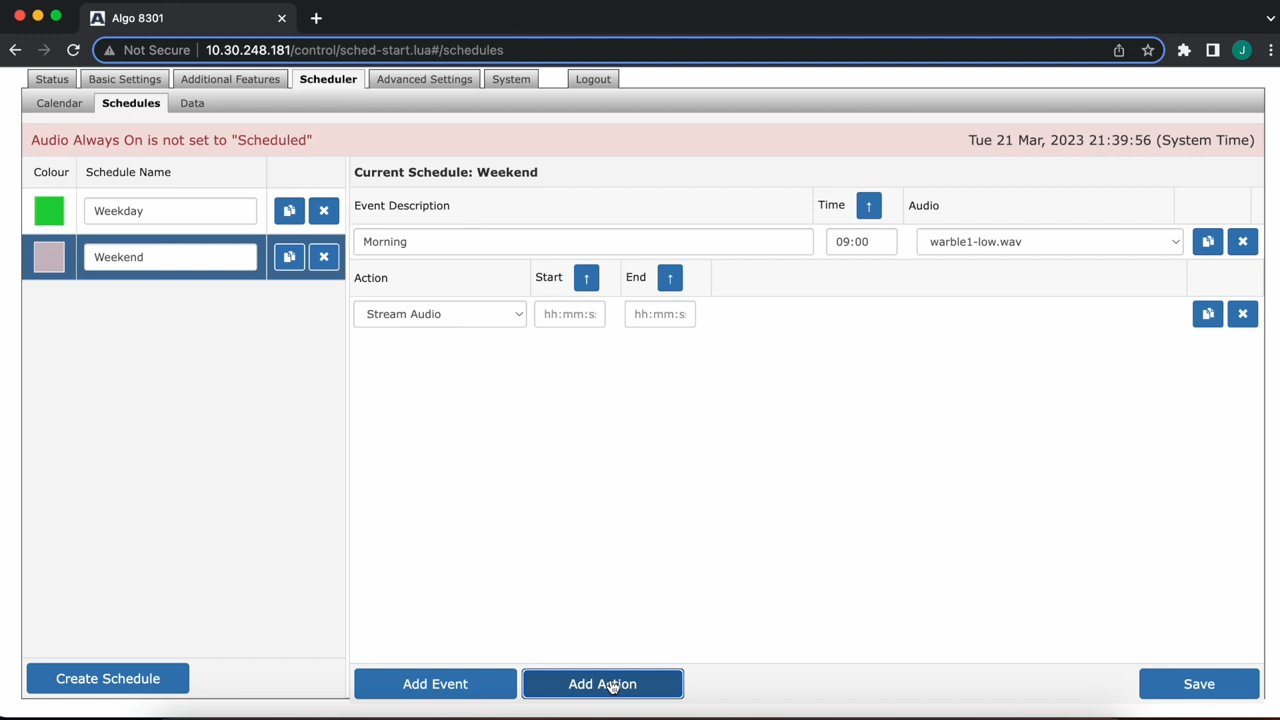 Algo 8301
Not Secure 10.30.248.181/control/sched-start.lua#/schedules J
Status Basic Settings Additional Features Scheduler Advanced Settings System Logout
Calendar Schedules Data
Audio Always On is not set to "Scheduled" Tue 21 Mar, 2023 21:39:56 (System Time)
Colour Schedule Name Current Schedule: Weekend
Event Description Time ↑ Audio
Weekday
Morning 09:00 warble1-low.wav
Weekend
Action Start ↑ End ↑
Stream Audio hh:mm:s hh:mm:s
Create Schedule Add Event Add Action Save